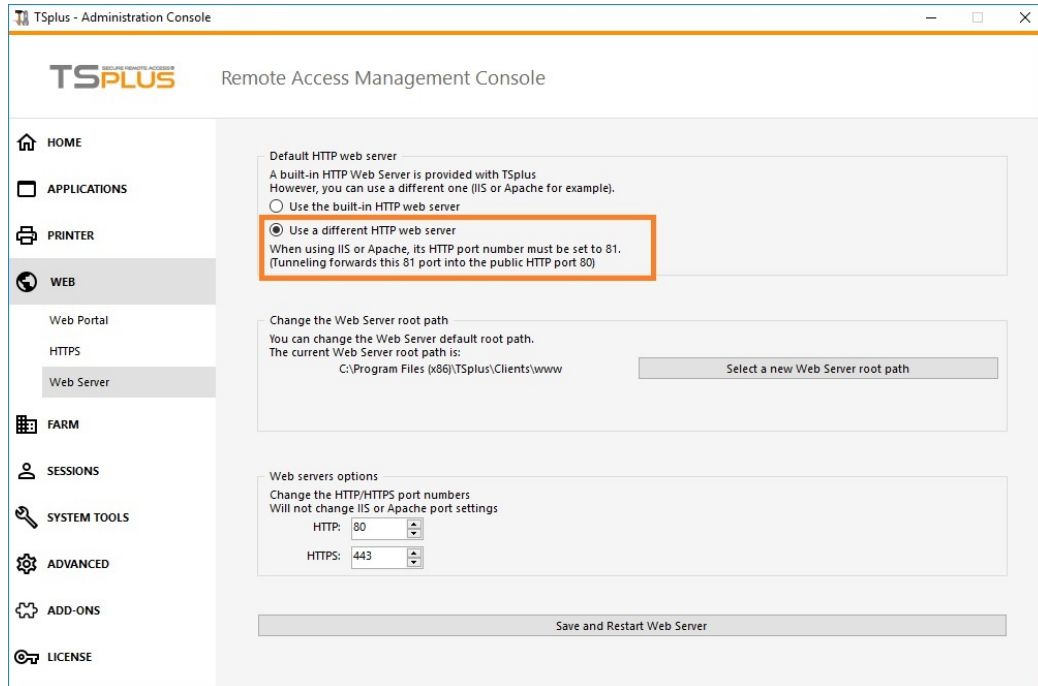 TSplus - Administration Console
SECURE REMOTE ACCESS®
TSPLUS
Remote Access Management Console
HOME
APPLICATIONS
PRINTER
WEB
Web Portal
HTTPS
Web Server
FARM
SESSIONS
SYSTEM TOOLS
ADVANCED
ADD-ONS
LICENSE
Default HTTP web server
A built-in HTTP Web Server is provided with TSplus
However, you can use a different one (IIS or Apache for example).
Use the built-in HTTP web server
Use a different HTTP web server
When using IIS or Apache, its HTTP port number must be set to 81.
(Tunneling forwards this 81 port into the public HTTP port 80)
Change the Web Server root path
You can change the Web Server default root path.
The current Web Server root path is:
C:\Program Files (x86)\TSplus\Clients\www
Select a new Web Server root path
Web servers options
Change the HTTP/HTTPS port numbers
Will not change IIS or Apache port settings
HTTP: 80
HTTPS: 443
Save and Restart Web Server